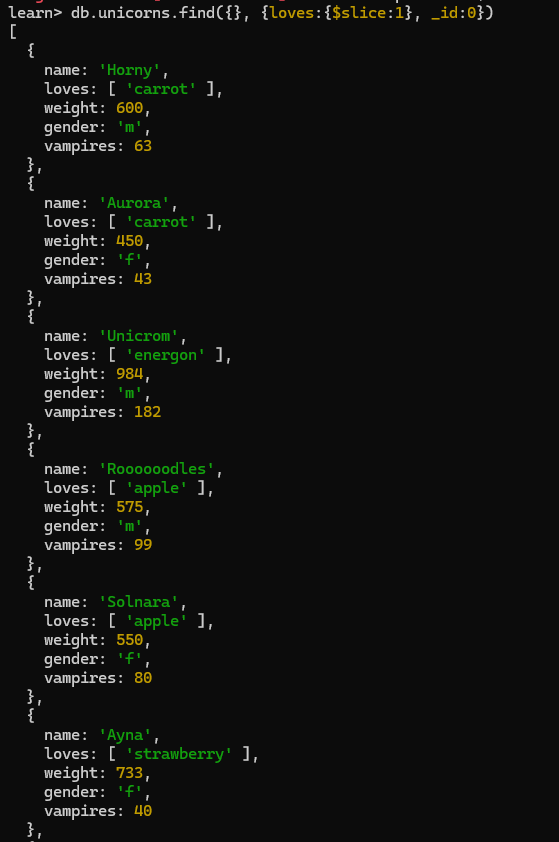 learn> db.unicorns.find({}, {loves:{$slice:1}, _id:0})
[
  {
    name: 'Horny',
    loves: [ 'carrot' ],
    weight: 600,
    gender: 'm',
    vampires: 63
  },
  {
    name: 'Aurora',
    loves: [ 'carrot' ],
    weight: 450,
    gender: 'f',
    vampires: 43
  },
  {
    name: 'Unicrom',
    loves: [ 'energon' ],
    weight: 984,
    gender: 'm',
    vampires: 182
  },
  {
    name: 'Roooooodles',
    loves: [ 'apple' ],
    weight: 575,
    gender: 'm',
    vampires: 99
  },
  {
    name: 'Solnara',
    loves: [ 'apple' ],
    weight: 550,
    gender: 'f',
    vampires: 80
  },
  {
    name: 'Ayna',
    loves: [ 'strawberry' ],
    weight: 733,
    gender: 'f',
    vampires: 40
  },